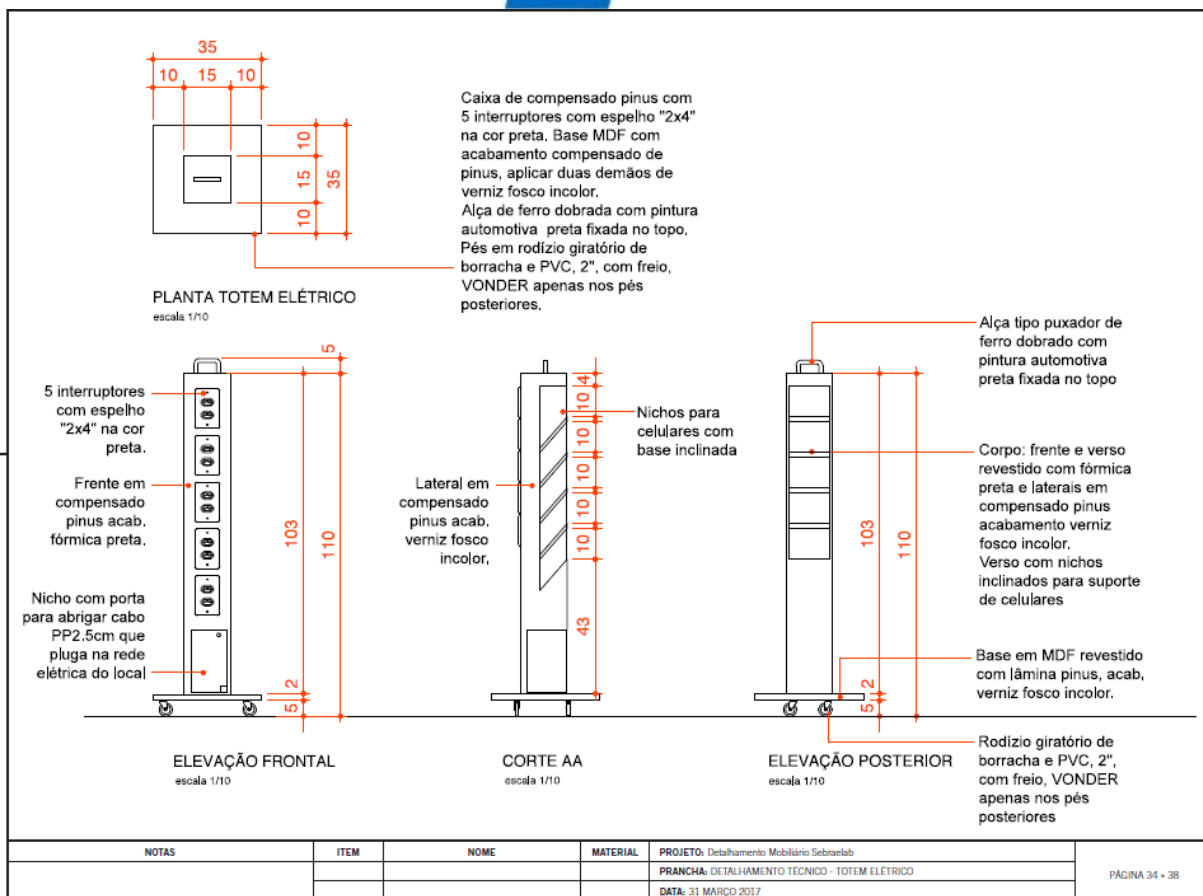 35
10 15 10
10
15
10
35
PLANTA TOTEM ELÉTRICO
escala 1/10
Caixa de compensado pinus com
5 interruptores com espelho "2x4"
na cor preta. Base MDF com
acabamento compensado de
pinus, aplicar duas demãos de
verniz fosco incolor.
Alça de ferro dobrada com pintura
automotiva preta fixada no topo.
Pés em rodízio giratório de
borracha e PVC, 2", com freio,
VONDER apenas nos pés
posteriores.
5 interruptores
com espelho
"2x4" na cor
preta.
Frente em
compensado
pinus acab.
fórmica preta.
Nicho com porta
para abrigar cabo
PP2.5cm que
pluga na rede
elétrica do local
5
103
110
2
5
ELEVAÇÃO FRONTAL
escala 1/10
Lateral em
compensado
pinus acab.
verniz fosco
incolor.
4
10
10
10
10
10
43
Nichos para
celulares com
base inclinada
CORTE AA
escala 1/10
103
110
2
5
ELEVAÇÃO POSTERIOR
escala 1/10
Alça tipo puxador de
ferro dobrado com
pintura automotiva
preta fixada no topo
Corpo: frente e verso
revestido com fórmica
preta e laterais em
compensado pinus
acabamento verniz
fosco incolor.
Verso com nichos
inclinados para suporte
de celulares
Base em MDF revestido
com lâmina pinus, acab.
verniz fosco incolor.
Rodízio giratório de
borracha e PVC, 2",
com freio, VONDER
apenas nos pés
posteriores
NOTAS ITEM NOME MATERIAL
PROJETO: Detalhamento Mobiliário Sebraelab
PRANCHA: DETALHAMENTO TÉCNICO - TOTEM ELÉTRICO
DATA: 31 MARÇO 2017
PÁGINA 34 » 38